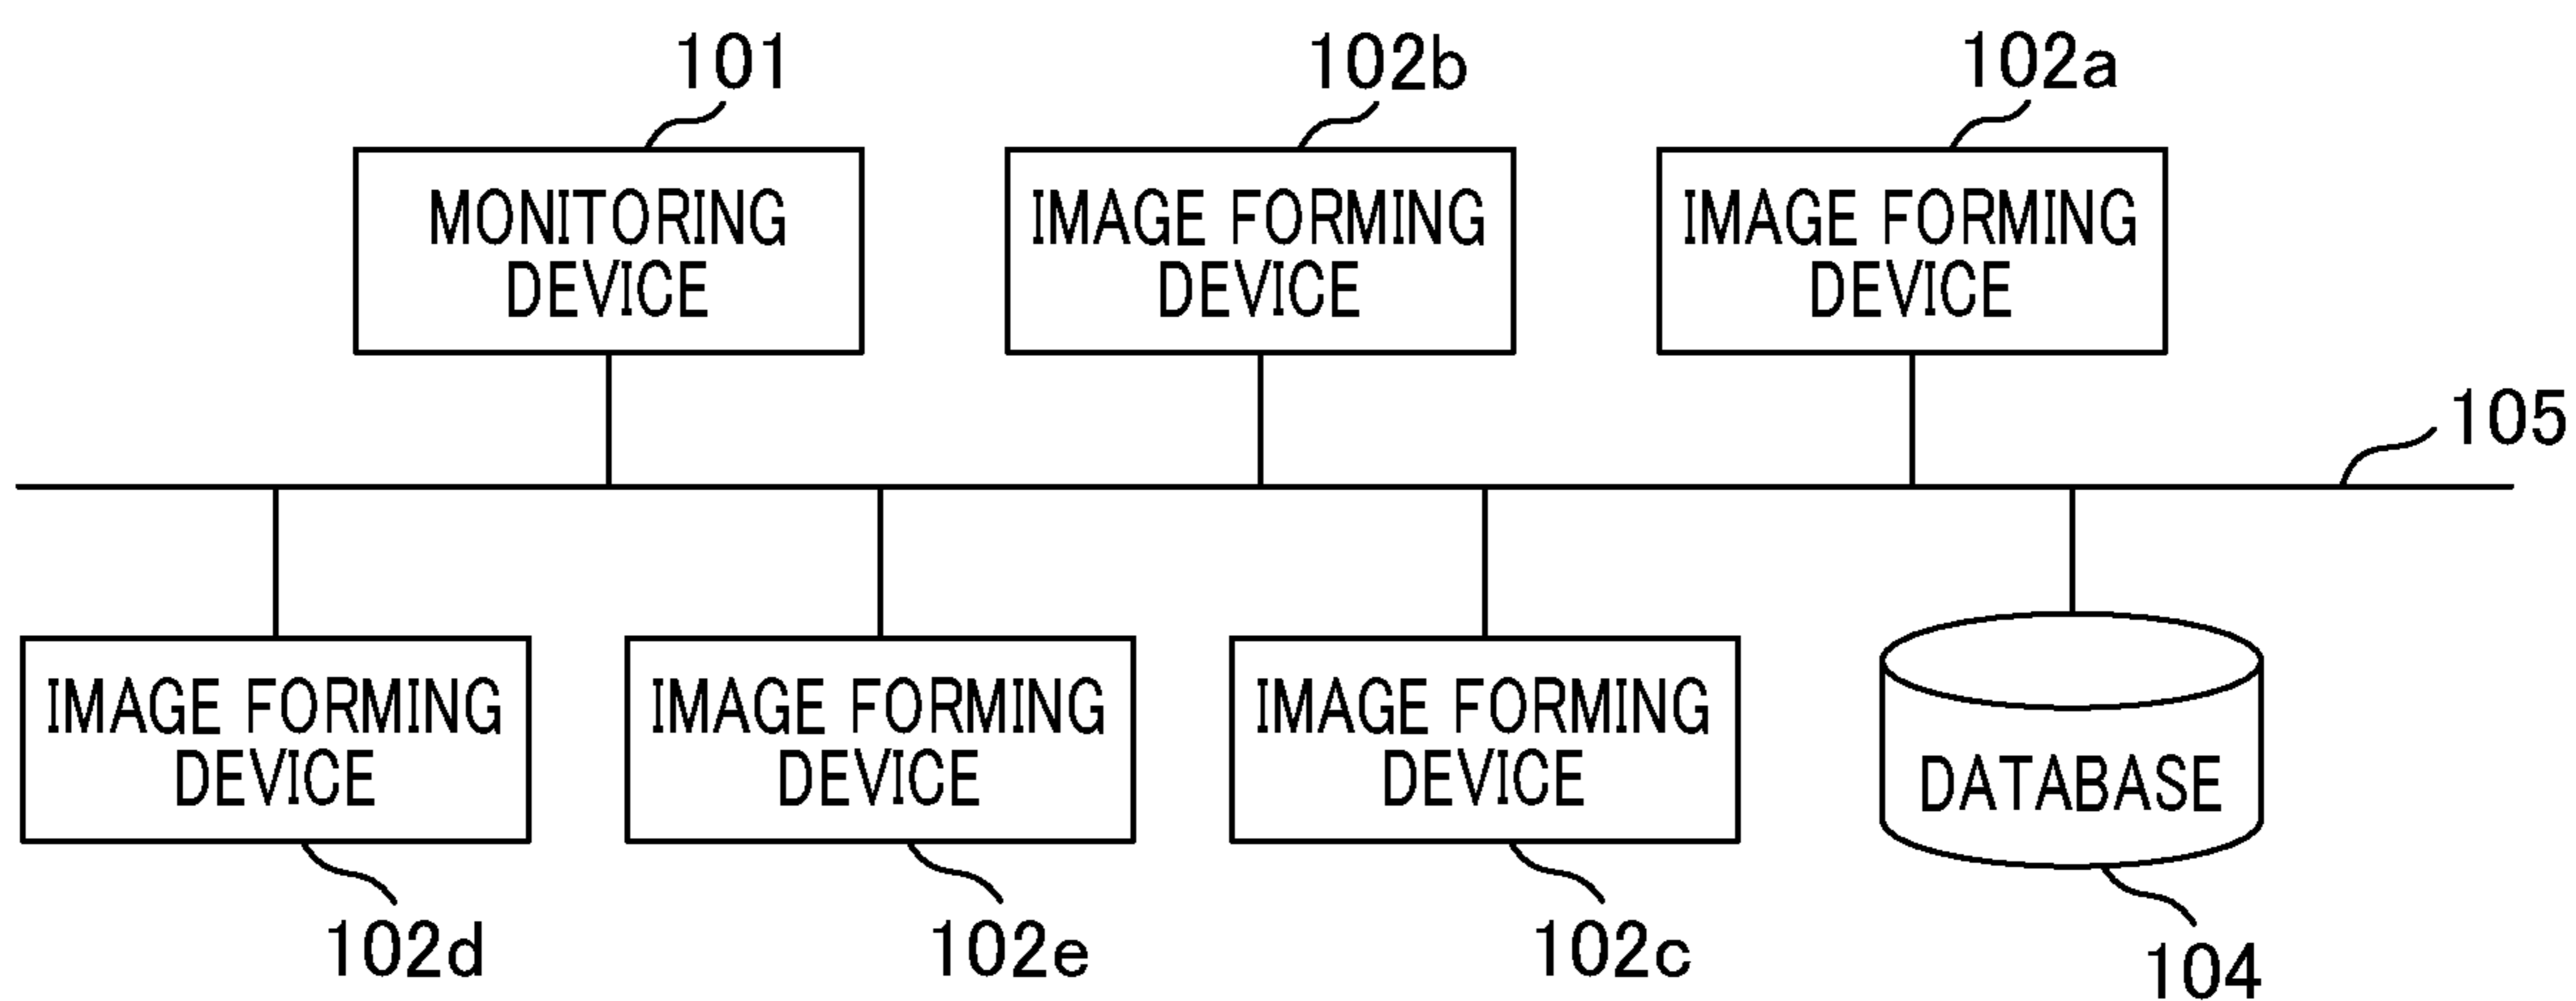 101
102b
102a
MONITORING
DEVICE
IMAGE FORMING
DEVICE
IMAGE FORMING
DEVICE
105
IMAGE FORMING
DEVICE
IMAGE FORMING
DEVICE
IMAGE FORMING
DEVICE
DATABASE
102d
102e
102c
104